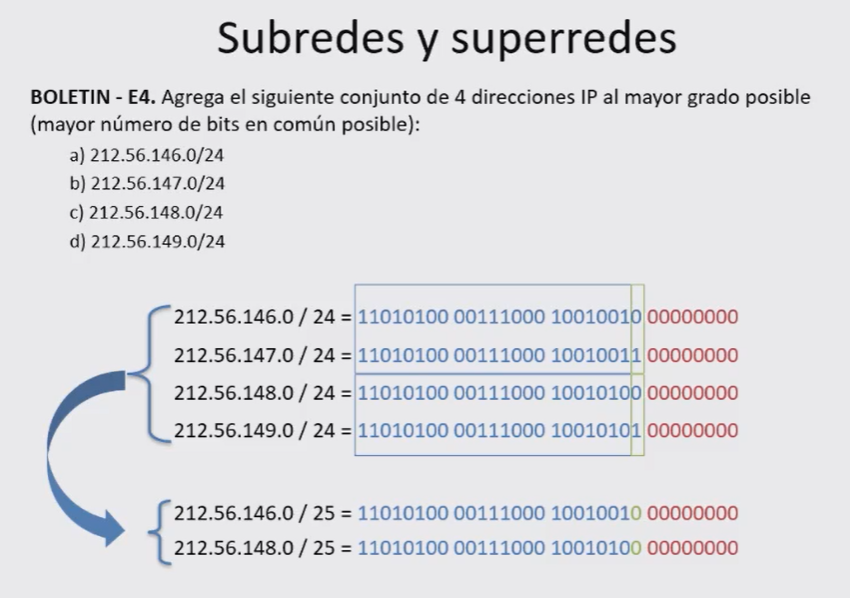 Subredes y superredes
BOLETIN - E4. Agrega el siguiente conjunto de 4 direcciones IP al mayor grado posible
(mayor número de bits en común posible):
a) 212.56.146.0/24
b) 212.56.147.0/24
c) 212.56.148.0/24
d) 212.56.149.0/24
212.56.146.0 / 24 = 11010100 00111000 10010010 00000000
212.56.147.0 / 24 = 11010100 00111000 10010011 00000000
212.56.148.0 / 24 = 11010100 00111000 10010100 00000000
212.56.149.0 / 24 = 11010100 00111000 10010101 00000000
212.56.146.0 / 25 = 11010100 00111000 10010010 00000000
212.56.148.0 / 25 = 11010100 00111000 10010100 00000000